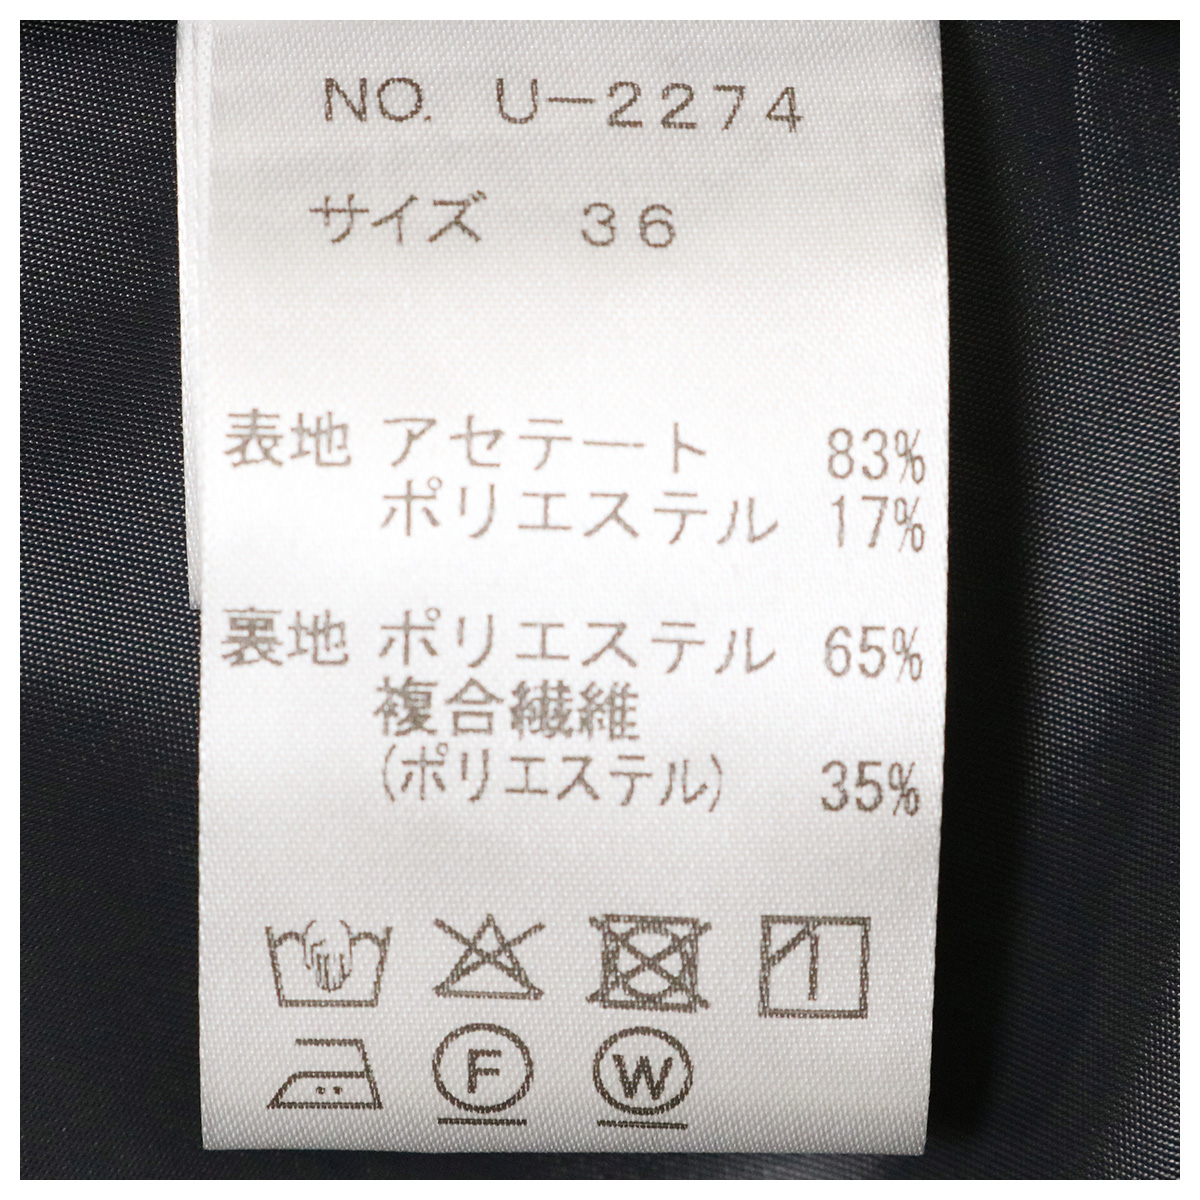 NO. U-2274
サイズ 36
表地 アセテート 83%
ポリエステル 17%
裏地 ポリエステル 65%
複合繊維
(ポリエステル) 35%
F W